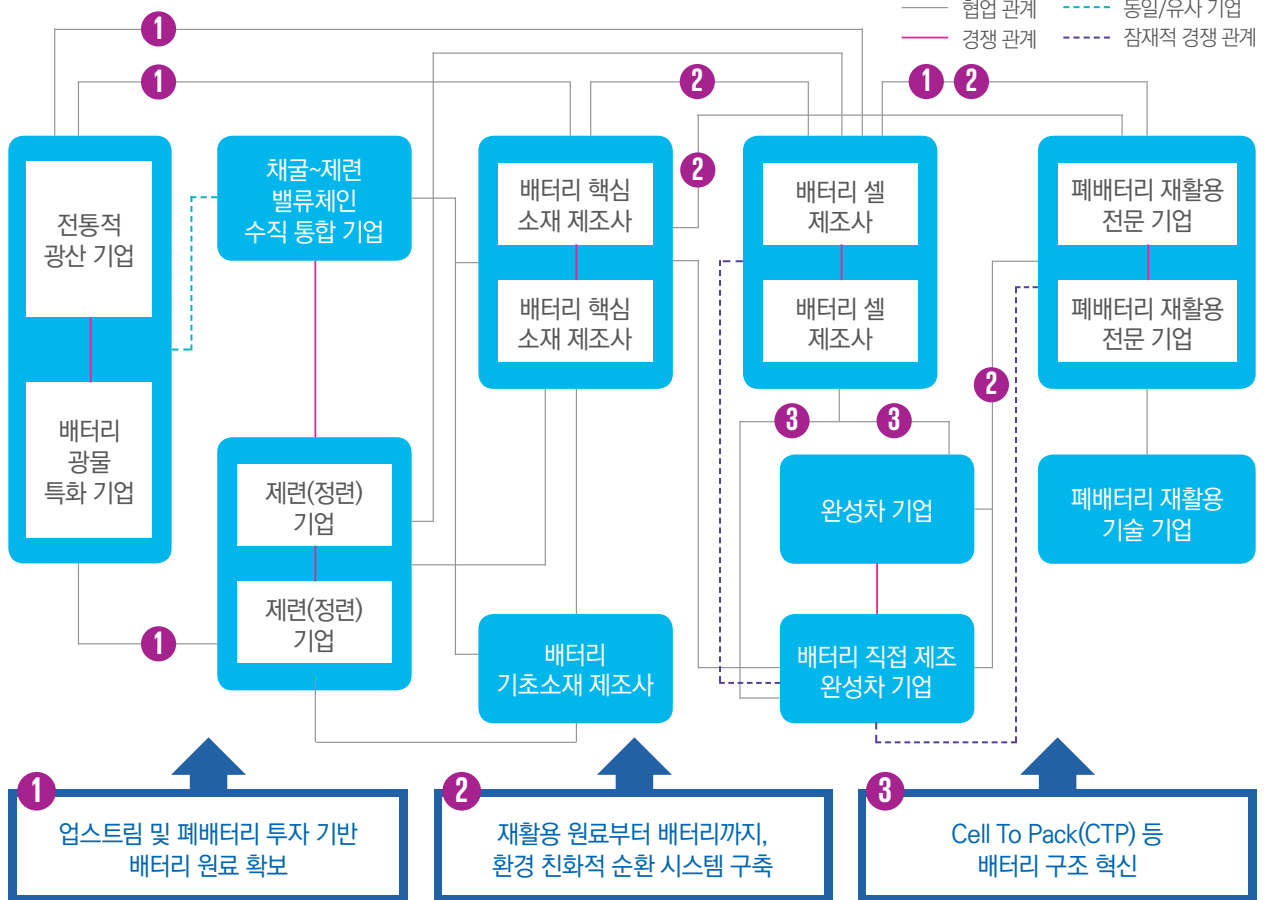 협업 관계
동일/유사 기업
경쟁 관계
잠재적 경쟁 관계
1
1
2
1
2
2
전통적
광산 기업
배터리
광물
특화 기업
채굴~제련
밸류체인
수직 통합 기업
제련(정련)
기업
제련(정련)
기업
1
배터리 핵심
소재 제조사
배터리 핵심
소재 제조사
배터리
기초소재 제조사
배터리 셀
제조사
배터리 셀
제조사
3
3
완성차 기업
배터리 직접 제조
완성차 기업
폐배터리 재활용
전문 기업
폐배터리 재활용
전문 기업
2
폐배터리 재활용
기술 기업
1
업스트림 및 폐배터리 투자 기반
배터리 원료 확보
2
재활용 원료부터 배터리까지,
환경 친화적 순환 시스템 구축
3
Cell To Pack(CTP) 등
배터리 구조 혁신